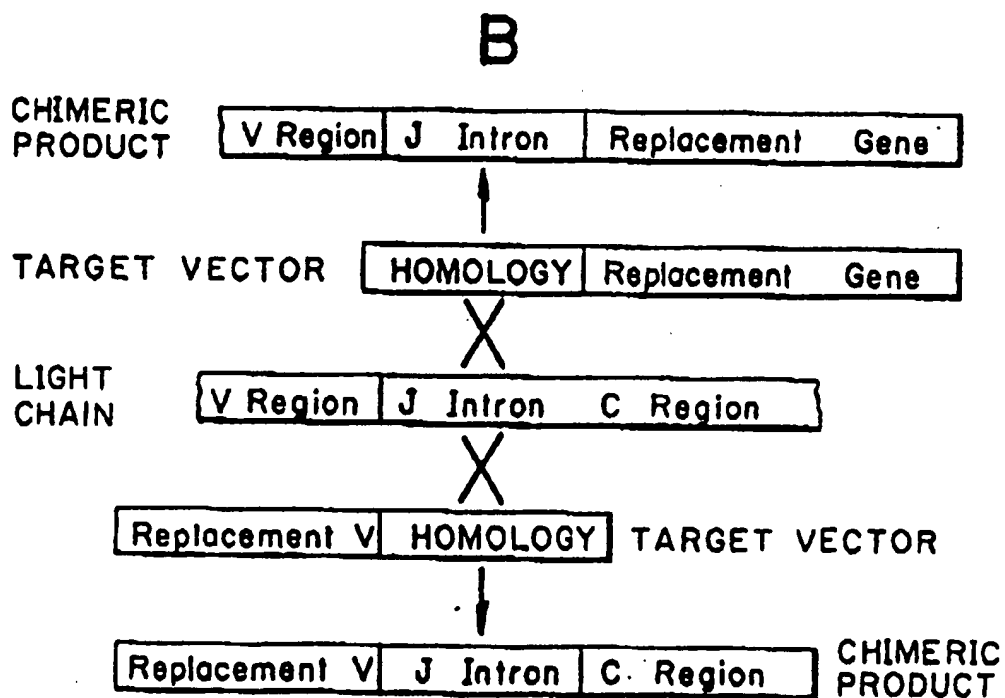 B
CHIMERIC
PRODUCT
V Region J Intron Replacement Gene
TARGET VECTOR
HOMOLOGY Replacement Gene
LIGHT
CHAIN
V Region J Intron C Region
Replacement V HOMOLOGY
TARGET VECTOR
Replacement V J Intron C Region
CHIMERIC
PRODUCT